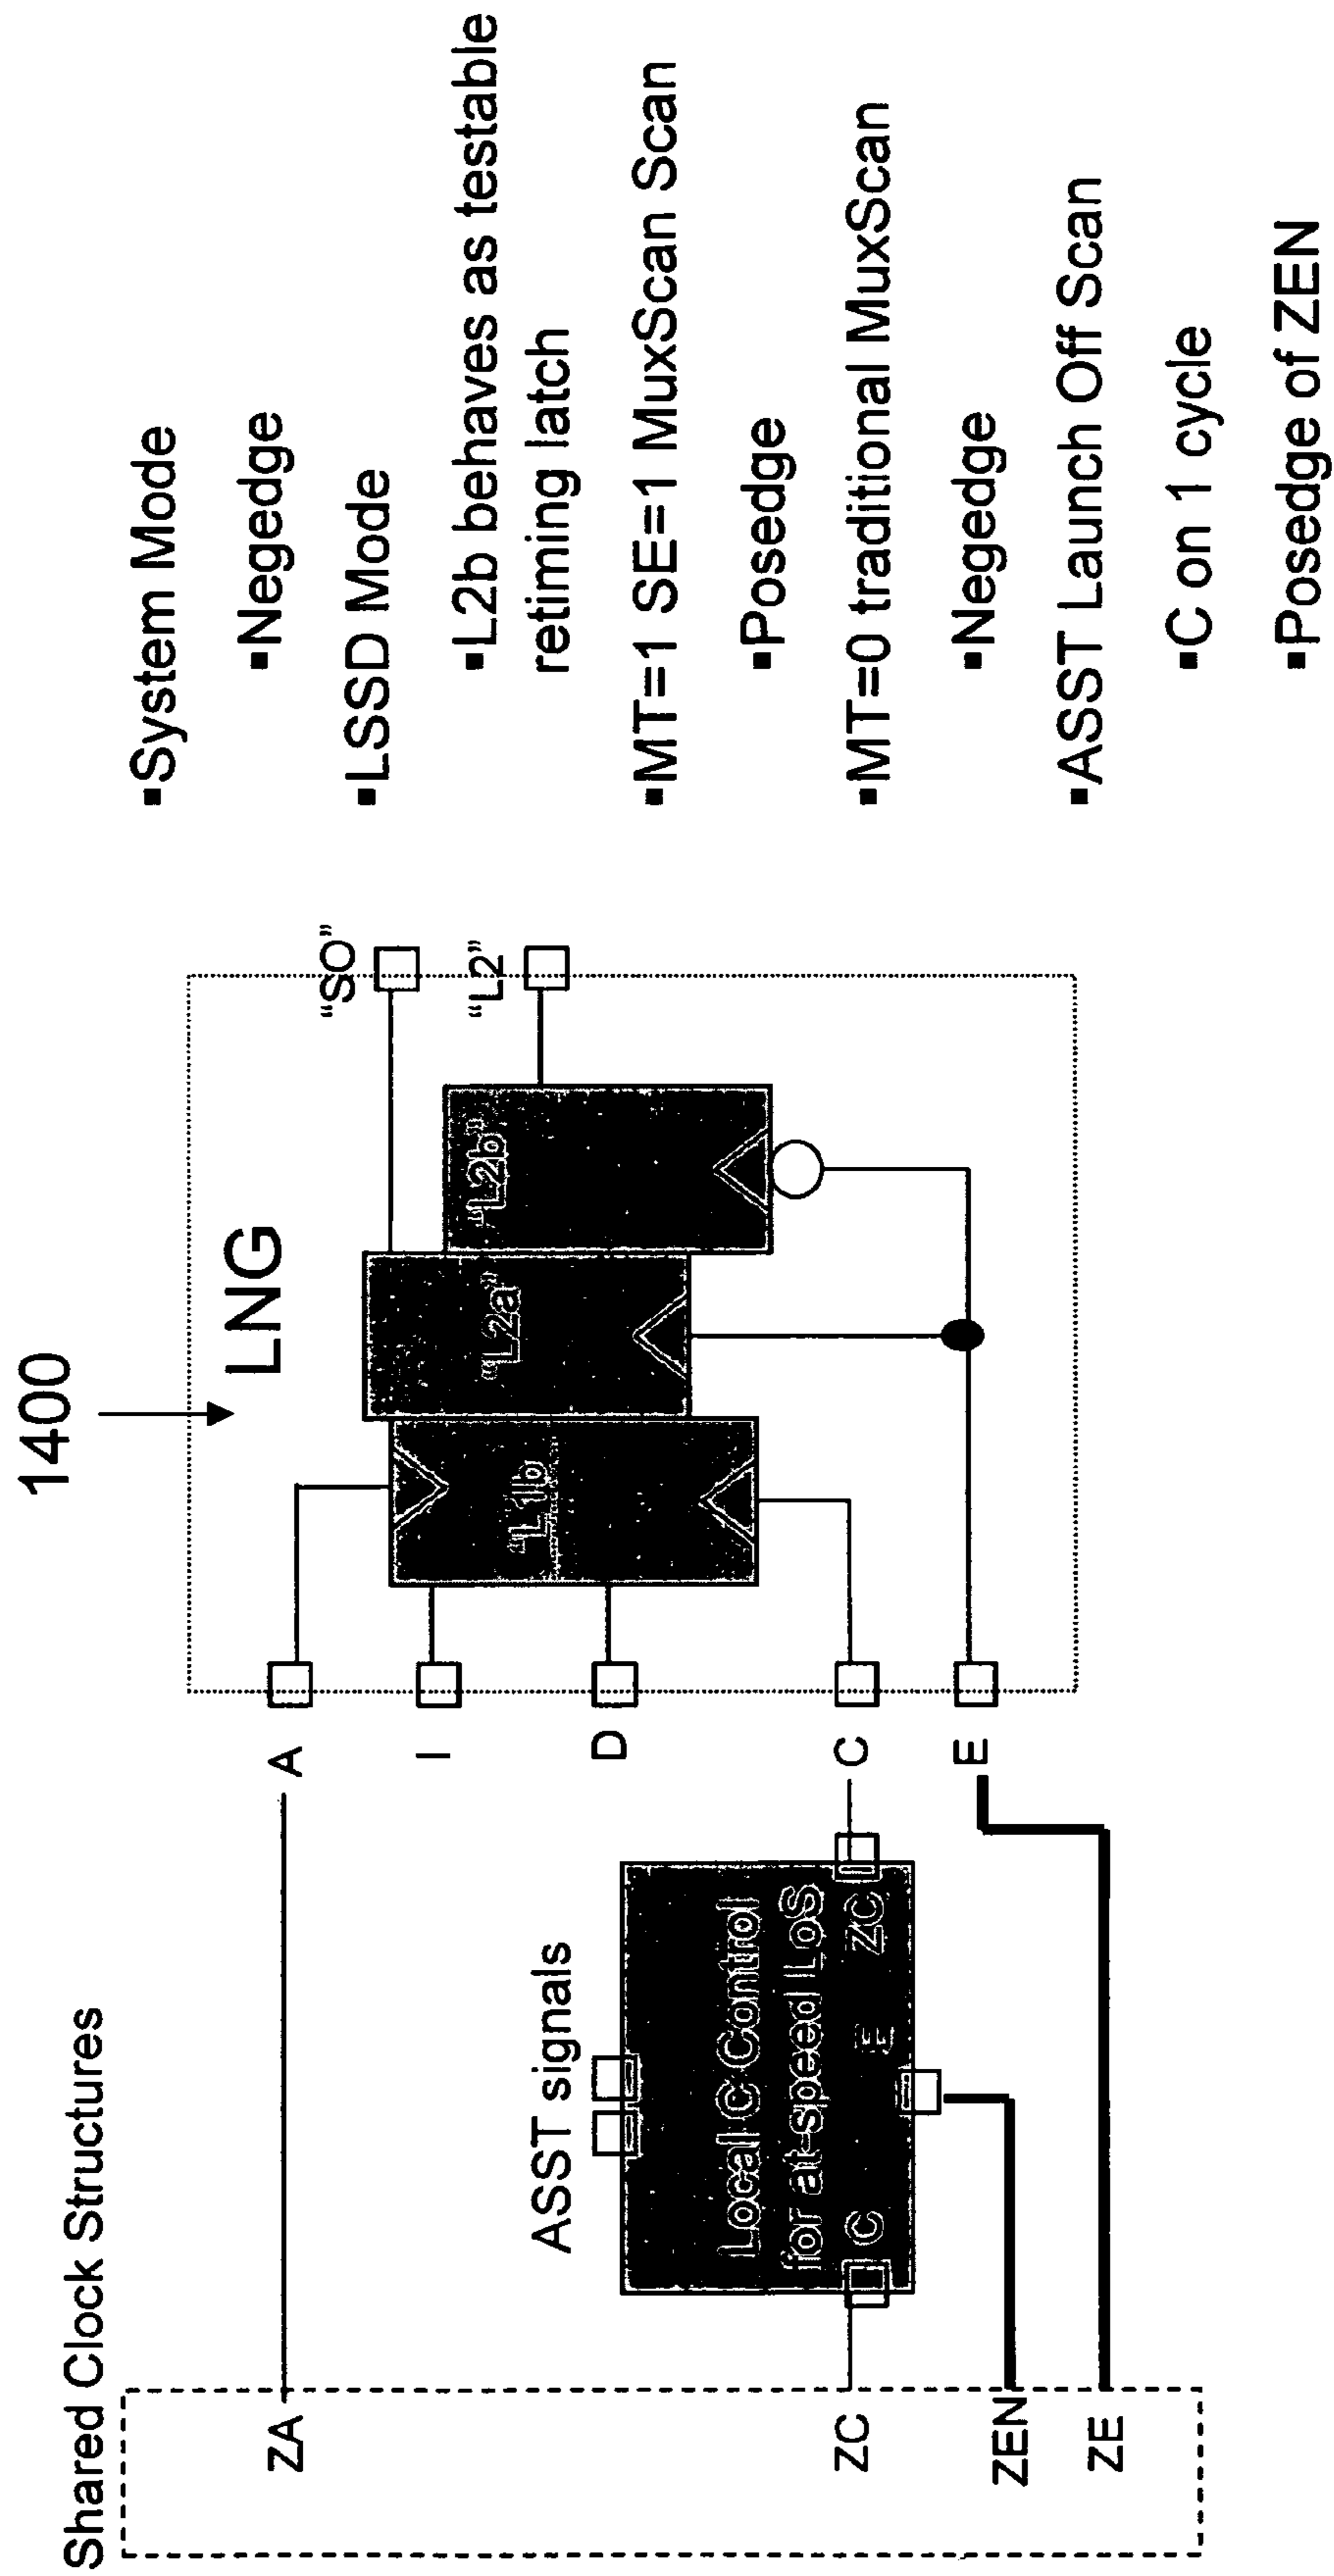 1400
Shared Clock Structures
ZA
ZC
ZEN
ZE
ASST signals
Local C Control
for at-speed LoS
C
E
ZC
A
I
D
C
E
LNG
"L1b"
"L2a"
"L2b"
"SO"
"L2"
▪System Mode
▪Negedge
▪LSSD Mode
▪L2b behaves as testable
retiming latch
▪MT=1 SE=1 MuxScan Scan
▪Posedge
▪MT=0 traditional MuxScan
▪Negedge
▪ASST Launch Off Scan
▪C on 1 cycle
▪Posedge of ZEN